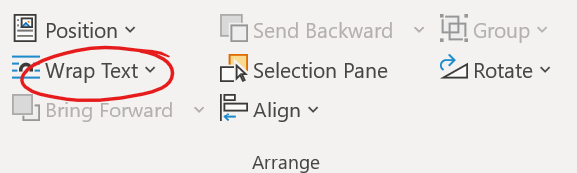 Position
Send Backward
Group
Wrap Text
Selection Pane
Rotate
Bring Forward
Align
Arrange